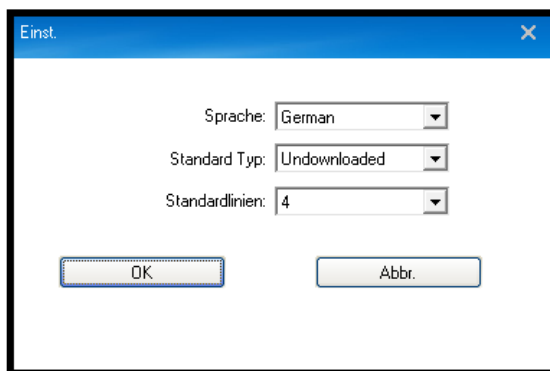 Einst.
Sprache: German
Standard Typ: Undownloaded
Standardlinien: 4
OK Abbr.